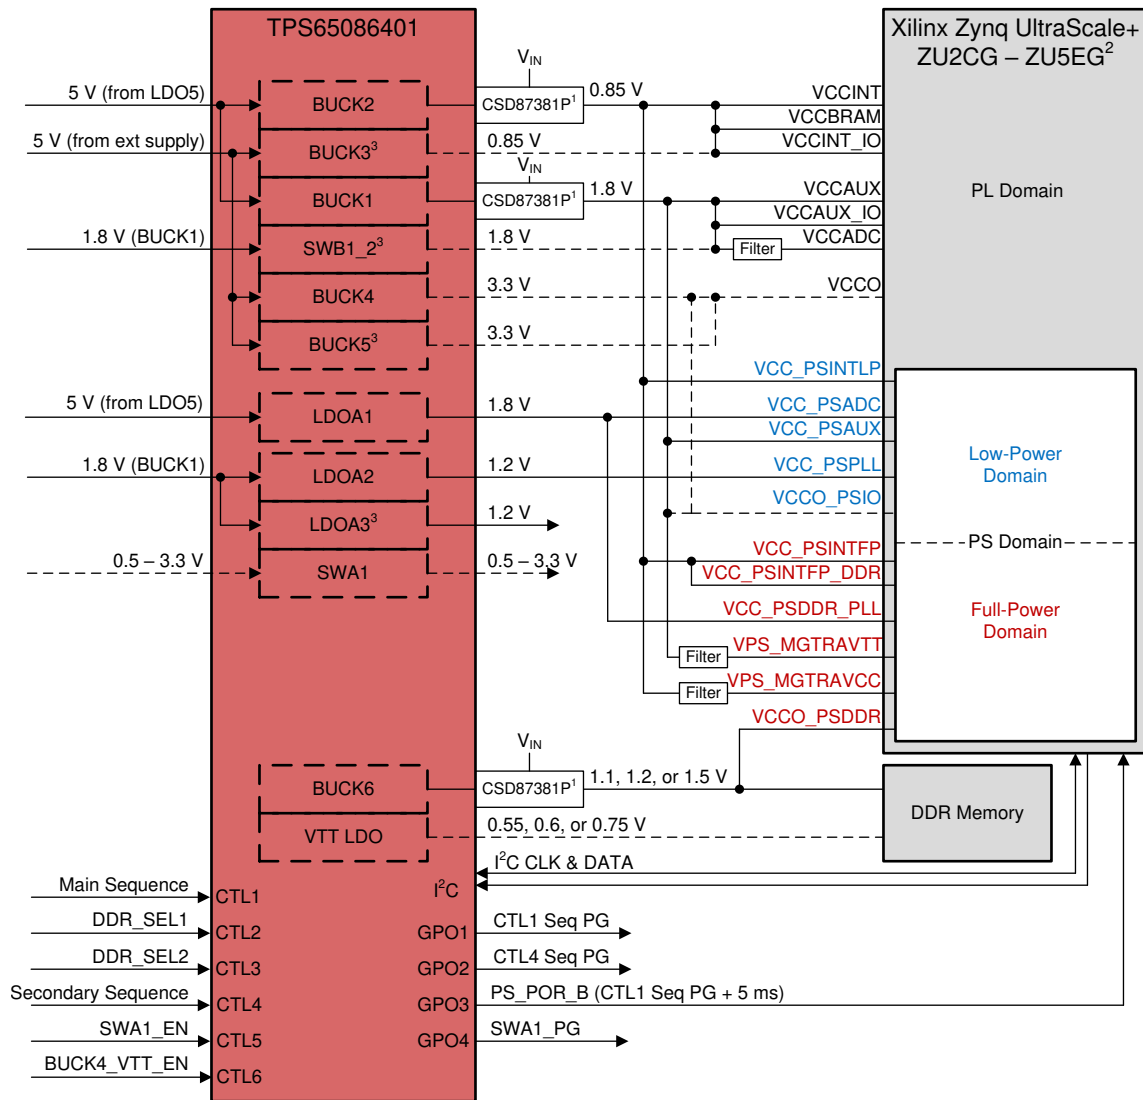 TPS65086401
Xilinx Zynq UltraScale+
ZU2CG – ZU5EG²
V_IN
5 V (from LDO5)
BUCK2
CSD87381P¹
0.85 V
VCCINT
VCCBRAM
5 V (from ext supply)
BUCK3³
0.85 V
VCCINT_IO
V_IN
BUCK1
CSD87381P¹
1.8 V
VCCAUX
PL Domain
VCCAUX_IO
1.8 V (BUCK1)
SWB1_2³
1.8 V
Filter
VCCADC
BUCK4
3.3 V
VCCO
BUCK5³
3.3 V
VCC_PSINTLP
5 V (from LDO5)
LDOA1
1.8 V
VCC_PSADC
VCC_PSAUX
Low-Power
Domain
1.8 V (BUCK1)
LDOA2
1.2 V
VCC_PSPLL
VCCO_PSIO
LDOA3³
1.2 V
PS Domain
VCC_PSINTFP
0.5 – 3.3 V
SWA1
0.5 – 3.3 V
VCC_PSINTFP_DDR
VCC_PSDDR_PLL
Full-Power
Domain
Filter
VPS_MGTRAVTT
Filter
VPS_MGTRAVCC
VCCO_PSDDR
V_IN
BUCK6
CSD87381P¹
1.1, 1.2, or 1.5 V
DDR Memory
VTT LDO
0.55, 0.6, or 0.75 V
I²C CLK & DATA
I²C
Main Sequence
CTL1
DDR_SEL1
CTL2
GPO1
CTL1 Seq PG
DDR_SEL2
CTL3
GPO2
CTL4 Seq PG
Secondary Sequence
CTL4
GPO3
PS_POR_B (CTL1 Seq PG + 5 ms)
SWA1_EN
CTL5
GPO4
SWA1_PG
BUCK4_VTT_EN
CTL6